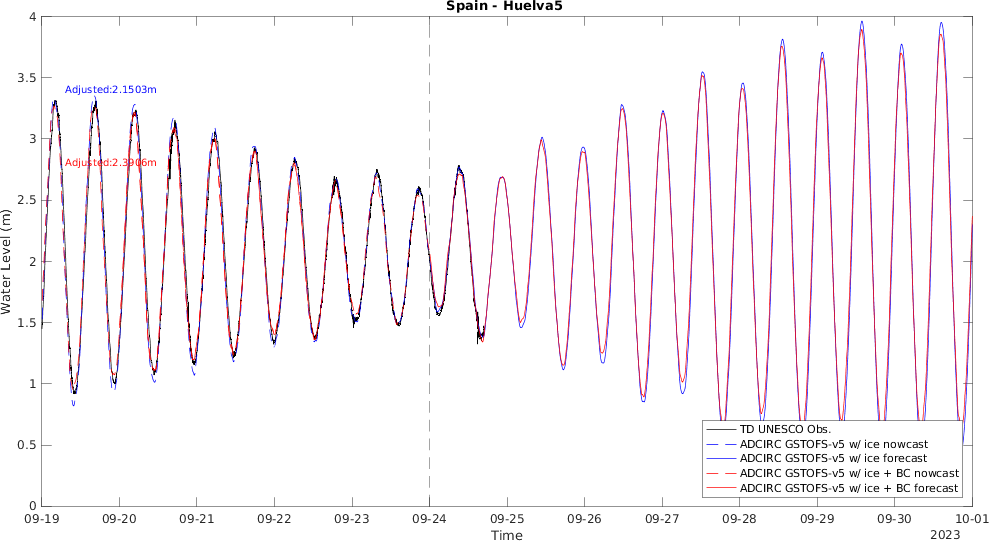 Spain - Huelva5
4
3.5
3
2.5
2
1.5
1
0.5
0
Water Level (m)
Adjusted:2.1503m
Adjusted:2.3906m
TD UNESCO Obs.
ADCIRC GSTOFS-v5 w/ ice nowcast
ADCIRC GSTOFS-v5 w/ ice forecast
ADCIRC GSTOFS-v5 w/ ice + BC nowcast
ADCIRC GSTOFS-v5 w/ ice + BC forecast
09-19 09-20 09-21 09-22 09-23 09-24 09-25 09-26 09-27 09-28 09-29 09-30 10-01
Time
2023